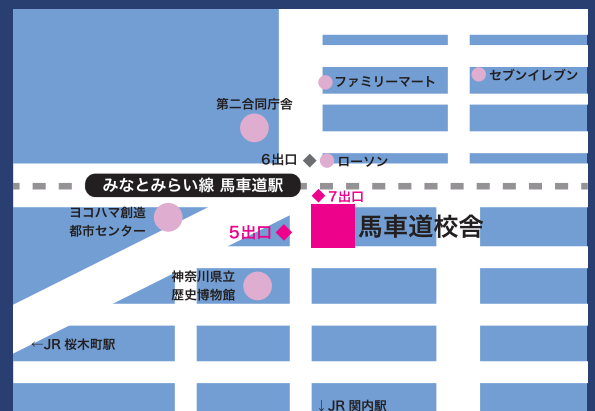 ファミリーマート
セブンイレブン
第二合同庁舎
6出口
ローソン
みなとみらい線 馬車道駅
7出口
ヨコハマ創造
都市センター
5出口
馬車道校舎
神奈川県立
歴史博物館
←JR 桜木町駅
↓JR 関内駅